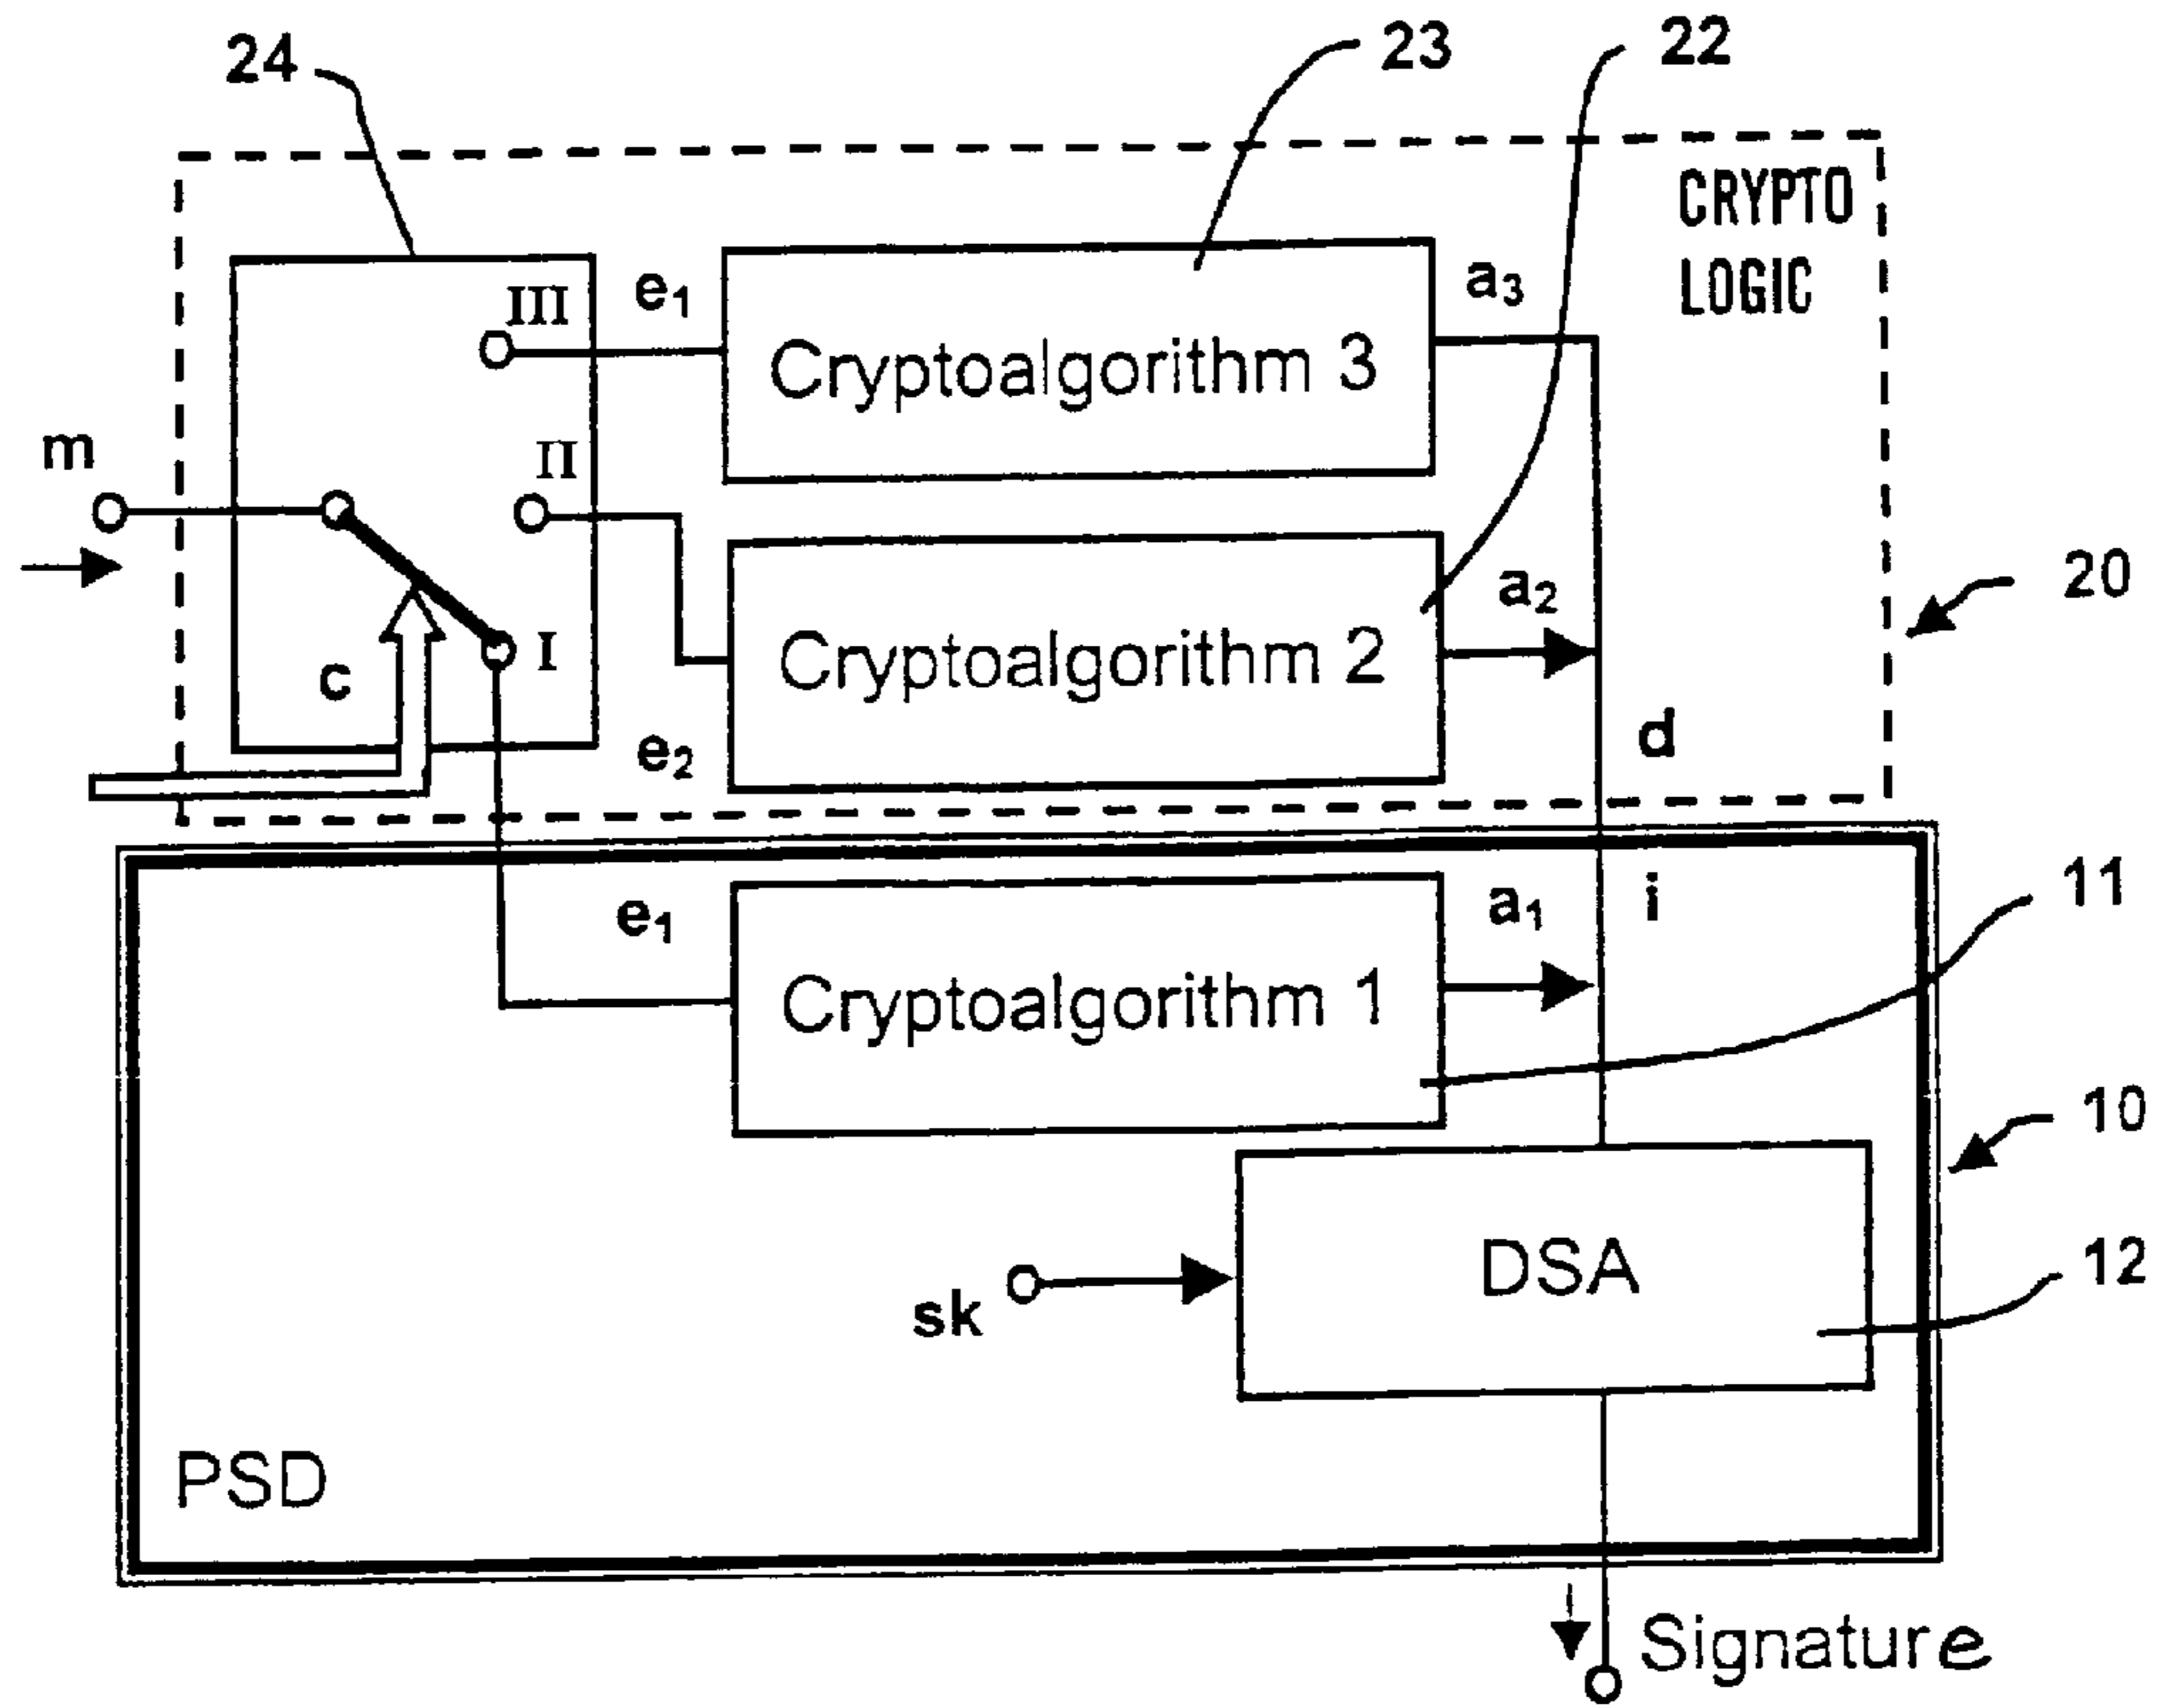 24
23
22
CRYPTO
LOGIC
III
e1
Cryptoalgorithm 3
a3
m
II
20
Cryptoalgorithm 2
a2
I
c
e2
d
e1
Cryptoalgorithm 1
a1
i
11
10
DSA
12
sk
PSD
Signature